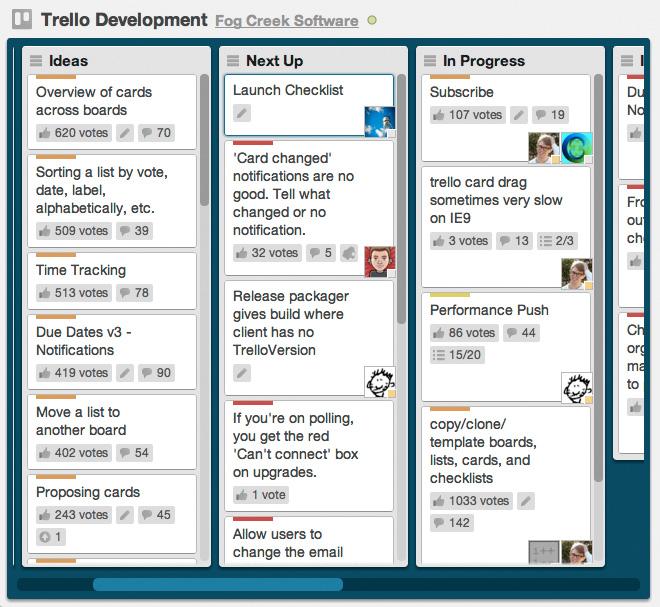 Trello Development Fog Creek Software
Ideas
Overview of cards
across boards
620 votes 70
Sorting a list by vote,
date, label,
alphabetically, etc.
509 votes 39
Time Tracking
513 votes 78
Due Dates v3 -
Notifications
419 votes 90
Move a list to
another board
402 votes 54
Proposing cards
243 votes 45
1
Next Up
Launch Checklist
'Card changed'
notifications are no
good. Tell what
changed or no
notification.
32 votes 5
Release packager
gives build where
client has no
TrelloVersion
If you're on polling,
you get the red
'Can't connect' box
on upgrades.
1 vote
Allow users to
change the email
In Progress
Subscribe
107 votes 19
trello card drag
sometimes very slow
on IE9
3 votes 13 2/3
Performance Push
86 votes 44
15/20
copy/clone/
template boards,
lists, cards, and
checklists
1033 votes
142
i++
Du
No
Fro
out
che
Ch
org
ma
to